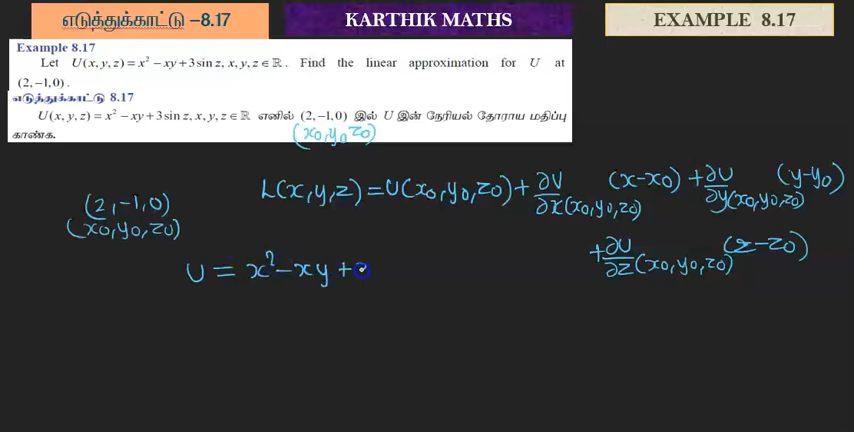 எடுத்துக்காட்டு –8.17 KARTHIK MATHS EXAMPLE 8.17
Example 8.17
Let U(x, y, z) = x² − xy + 3 sin z, x, y, z ∈ ℝ. Find the linear approximation for U at
(2, −1, 0).
எடுத்துக்காட்டு 8.17
U(x, y, z) = x² − xy + 3 sin z, x, y, z ∈ ℝ எனில் (2, −1, 0) இல் U இன் நேரியல் தோராய மதிப்பு
காண்க.
(x0, y0, z0)
L(x, y, z) = U(x0, y0, z0) + ∂U/∂x (x0, y0, z0) (x − x0) + ∂U/∂y (x0, y0, z0) (y − y0)
+ ∂U/∂z (x0, y0, z0) (z − z0)
(2, −1, 0)
(x0, y0, z0)
U = x² − xy +